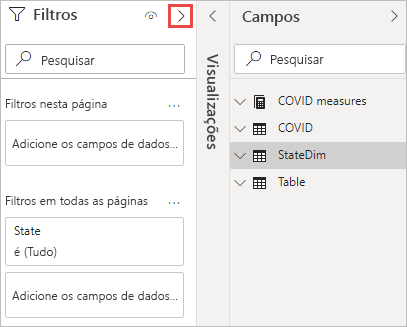 Filtros
Pesquisar
Filtros nesta página
...
Adicione os campos de dados...
Filtros em todas as páginas
...
State
é (Tudo)
Adicione os campos de dados...
Visualizações
Campos
Pesquisar
COVID measures
COVID
StateDim
Table